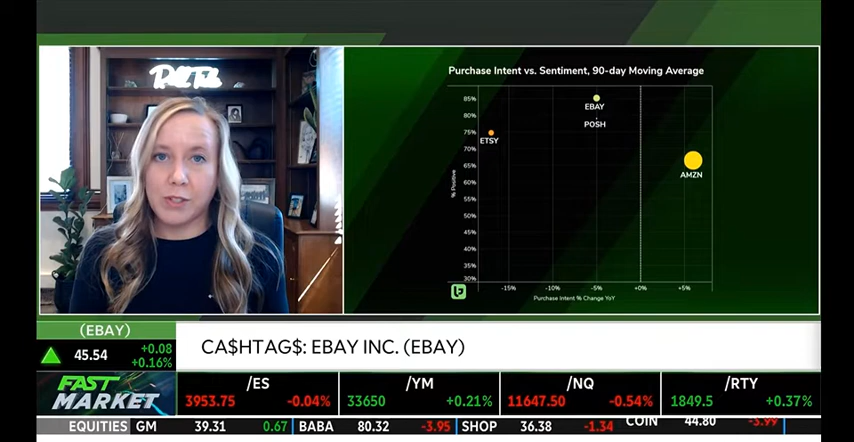 Real Talk
Purchase Intent vs. Sentiment, 90-day Moving Average
85%
80%
75%
70%
65%
60%
55%
50%
45%
40%
35%
30%
% Positive
EBAY
POSH
ETSY
AMZN
-15%
-10%
-5%
+0%
+5%
Purchase Intent % Change YoY
(EBAY)
45.54
+0.08
+0.16%
CA$HTAG$: EBAY INC. (EBAY)
FAST
MARKET
/ES
3953.75 -0.04%
/YM
33650 +0.21%
/NQ
11647.50 -0.54%
/RTY
1849.5 +0.37%
EQUITIES GM 39.31 0.67 BABA 80.32 -3.95 SHOP 36.38 -1.34 COIN 44.80 -3.99